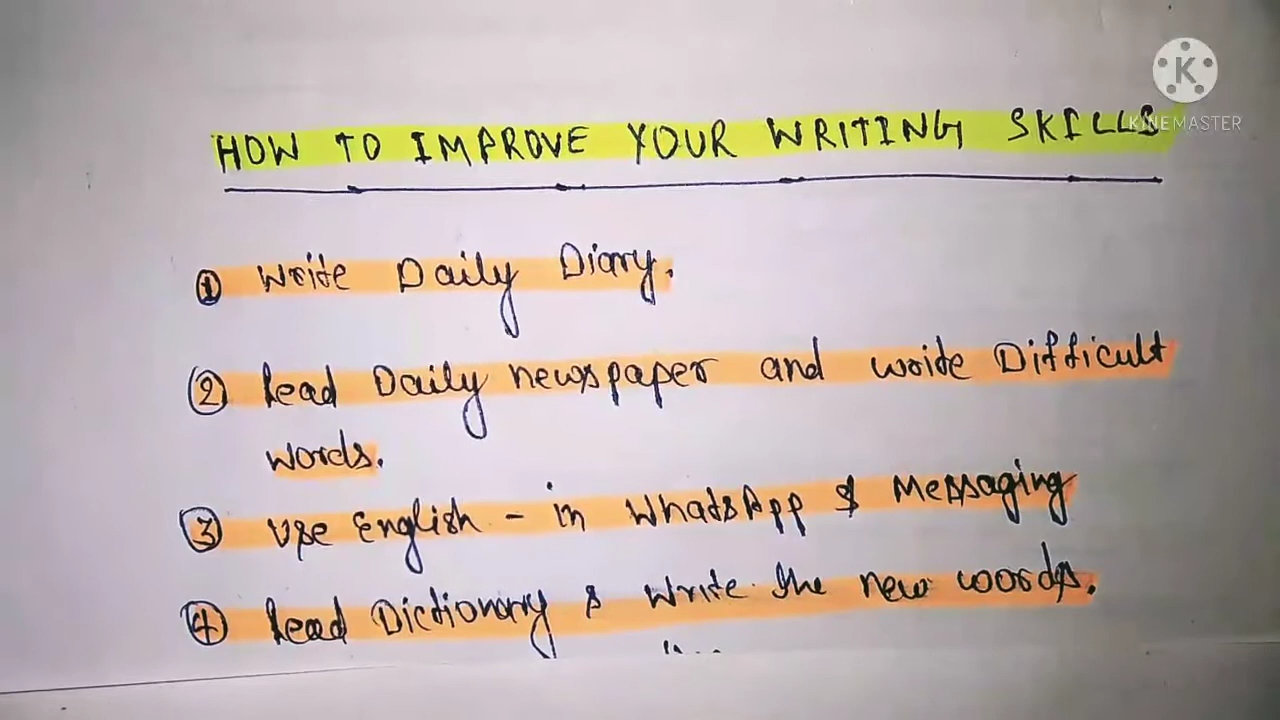 HOW TO IMPROVE YOUR WRITING SKILLS
① Write Daily Diary.
② Read Daily newspaper and write Difficult
words.
③ Use English - in WhatsApp & Messaging
④ Read Dictionary & Write the new words.
K
KINEMASTER